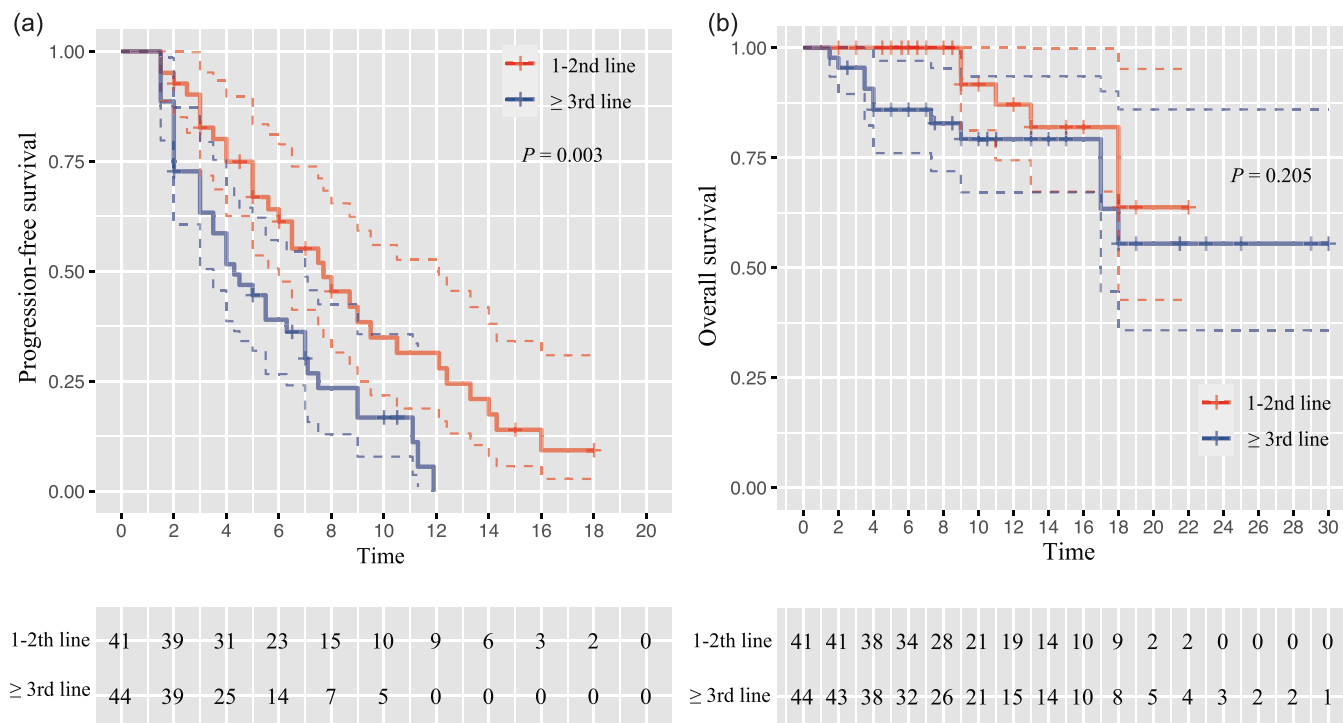 (a)
1.00
0.75
0.50
0.25
0.00
Progression-free survival
1-2nd line
≥ 3rd line
P = 0.003
0 2 4 6 8 10 12 14 16 18 20
Time
1-2th line 41 39 31 23 15 10 9 6 3 2 0
≥ 3rd line 44 39 25 14 7 5 0 0 0 0 0
(b)
1.00
0.75
0.50
0.25
0.00
Overall survival
P = 0.205
1-2nd line
≥ 3rd line
0 2 4 6 8 10 12 14 16 18 20 22 24 26 28 30
Time
1-2th line 41 41 38 34 28 21 19 14 10 9 2 2 0 0 0 0
≥ 3rd line 44 43 38 32 26 21 15 14 10 8 5 4 3 2 2 1